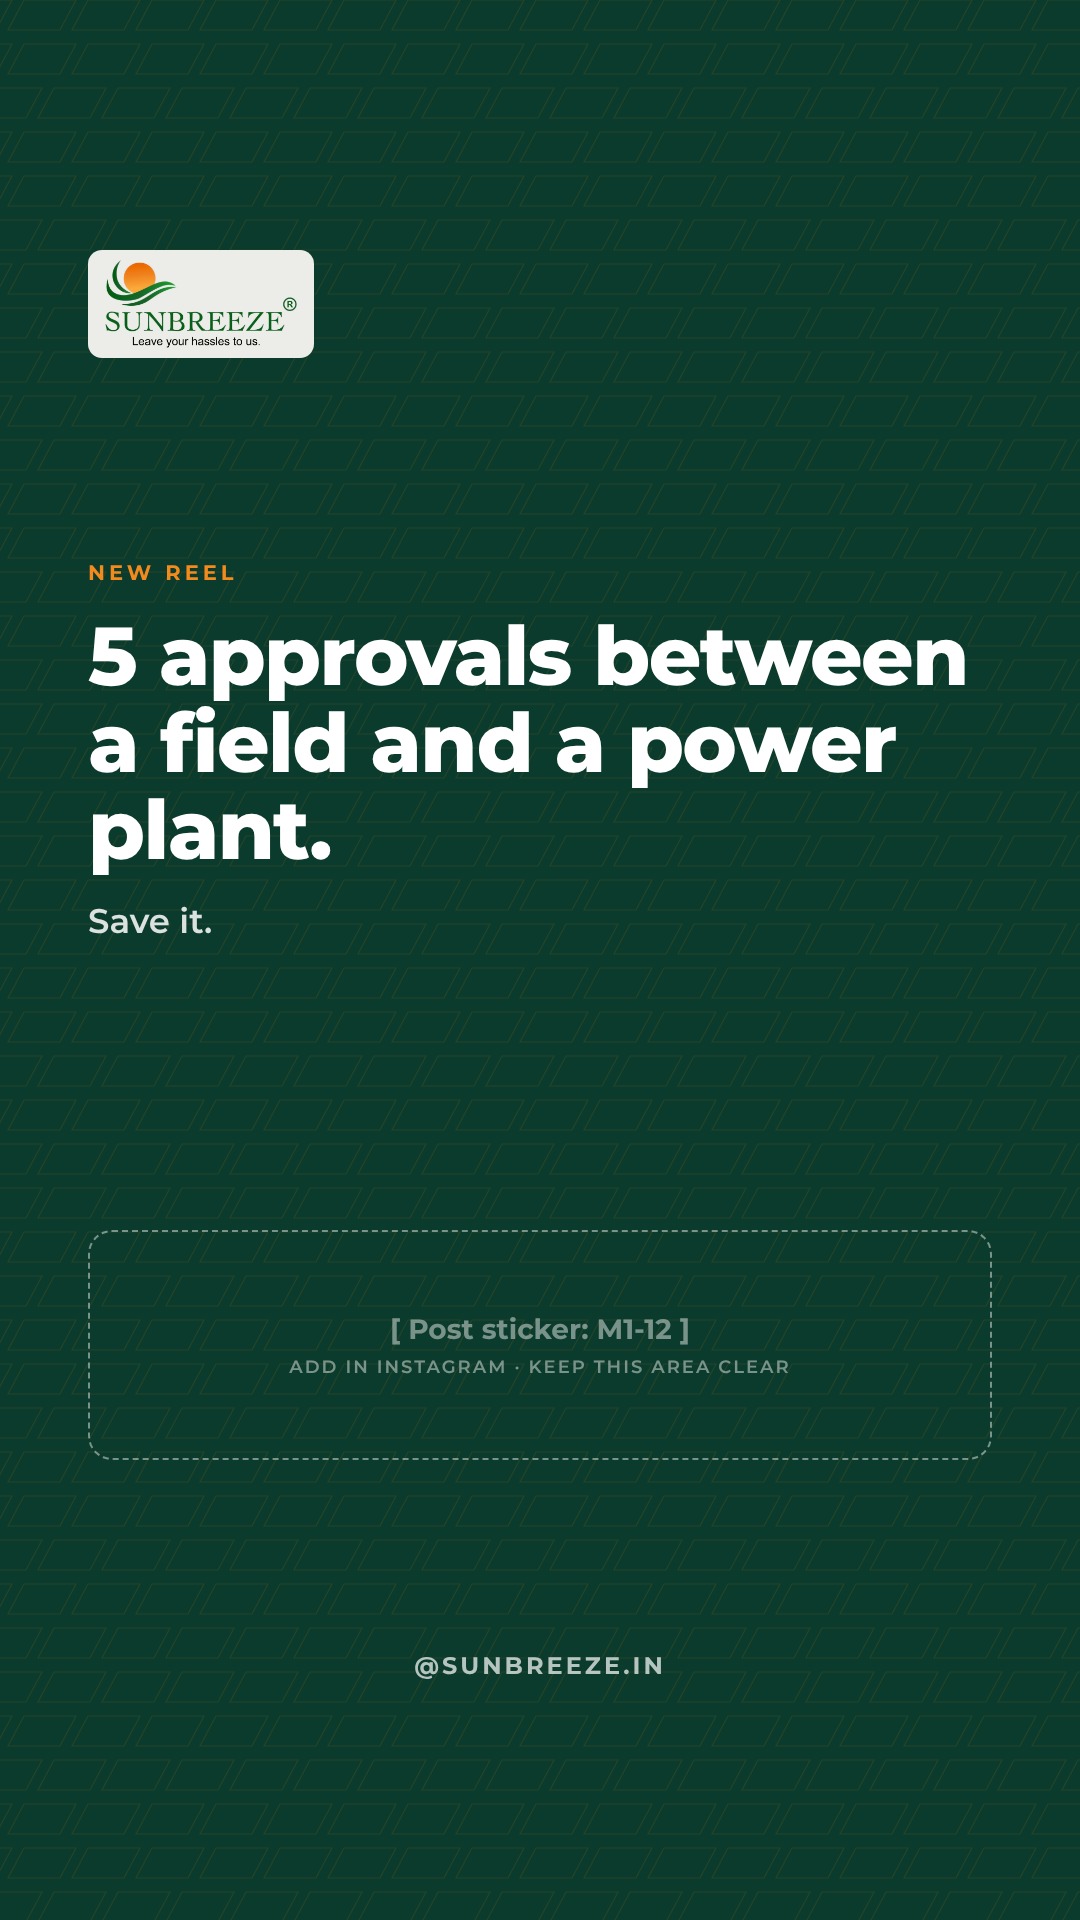 SUNBREEZE®
Leave your hassles to us.
NEW REEL
5 approvals between
a field and a power
plant.
Save it.
[ Post sticker: M1-12 ]
ADD IN INSTAGRAM · KEEP THIS AREA CLEAR
@SUNBREEZE.IN